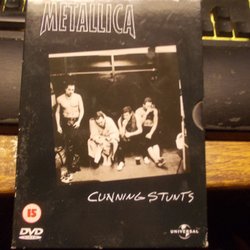 METALLICA
CUNNING STUNTS
15
DVD
UNIVERSAL